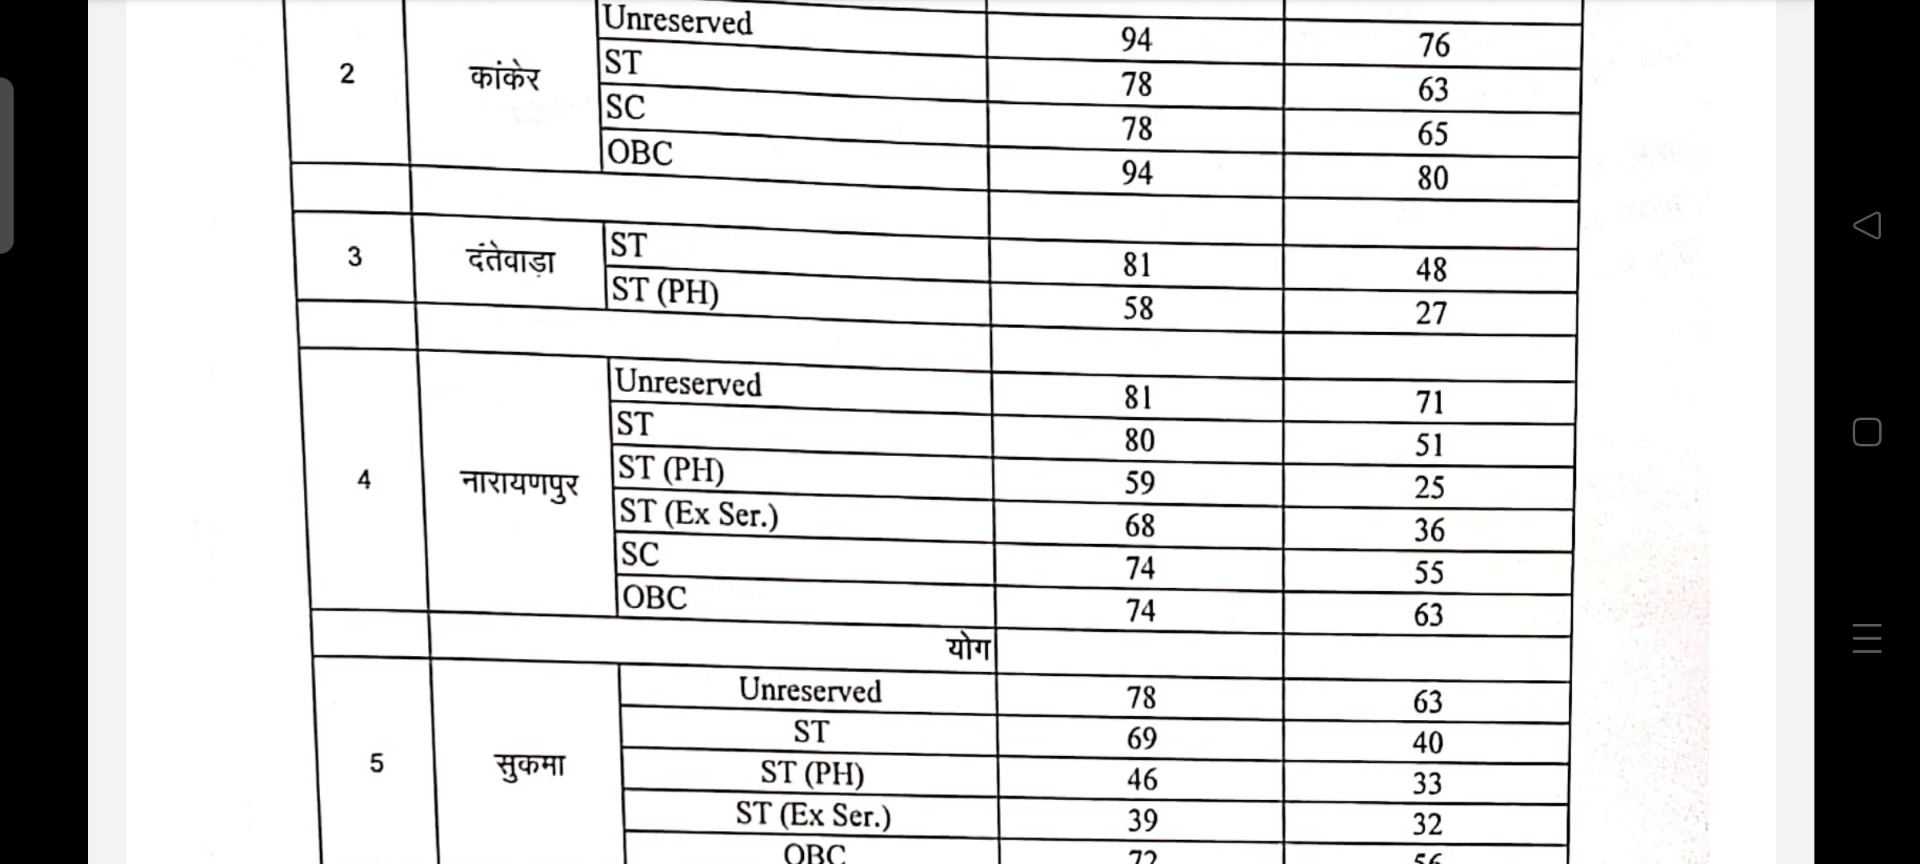 2 कांकेर Unreserved 94 76
ST 78 63
SC 78 65
OBC 94 80
3 दंतेवाड़ा ST 81 48
ST (PH) 58 27
4 नारायणपुर Unreserved 81 71
ST 80 51
ST (PH) 59 25
ST (Ex Ser.) 68 36
SC 74 55
OBC 74 63
योग
5 सुकमा Unreserved 78 63
ST 69 40
ST (PH) 46 33
ST (Ex Ser.) 39 32
OBC 72 56